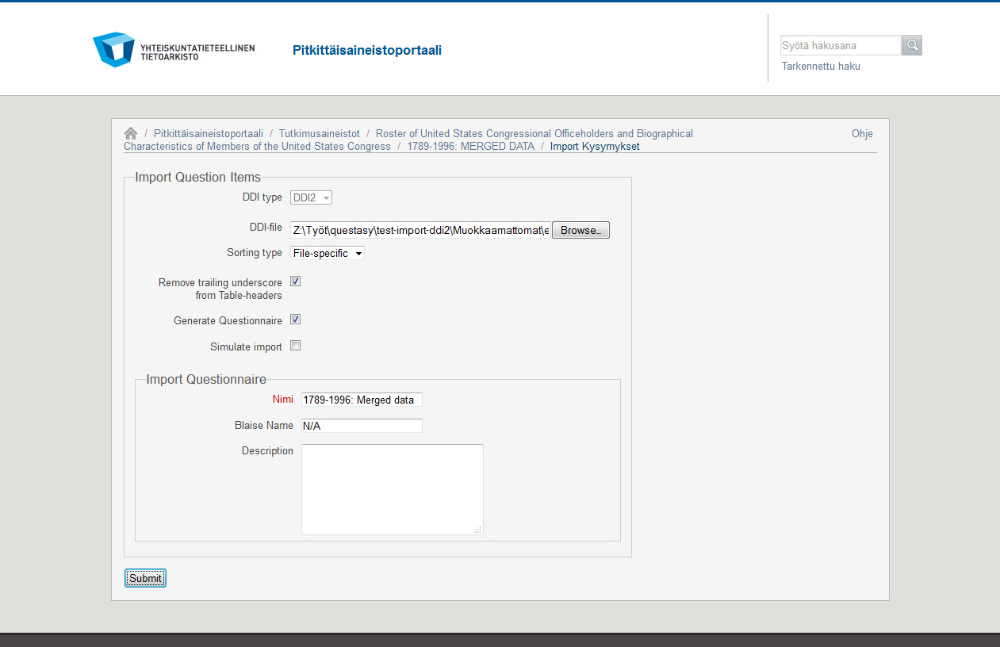 YHTEISKUNTATIETEELLINEN
TIETOARKISTO
Pitkittäisaineistoportaali
Syötä hakusana
Tarkennettu haku
/ Pitkittäisaineistoportaali / Tutkimusaineistot / Roster of United States Congressional Officeholders and Biographical
Characteristics of Members of the United States Congress / 1789-1996: MERGED DATA / Import Kysymykset
Ohje
Import Question Items
DDI type DDI2
DDI-file Z:\Työt\questasy\test-import-ddi2\Muokkaamattomat\e Browse...
Sorting type File-specific
Remove trailing underscore
from Table-headers
Generate Questionnaire
Simulate import
Import Questionnaire
Nimi 1789-1996: Merged data
Blaise Name N/A
Description
Submit